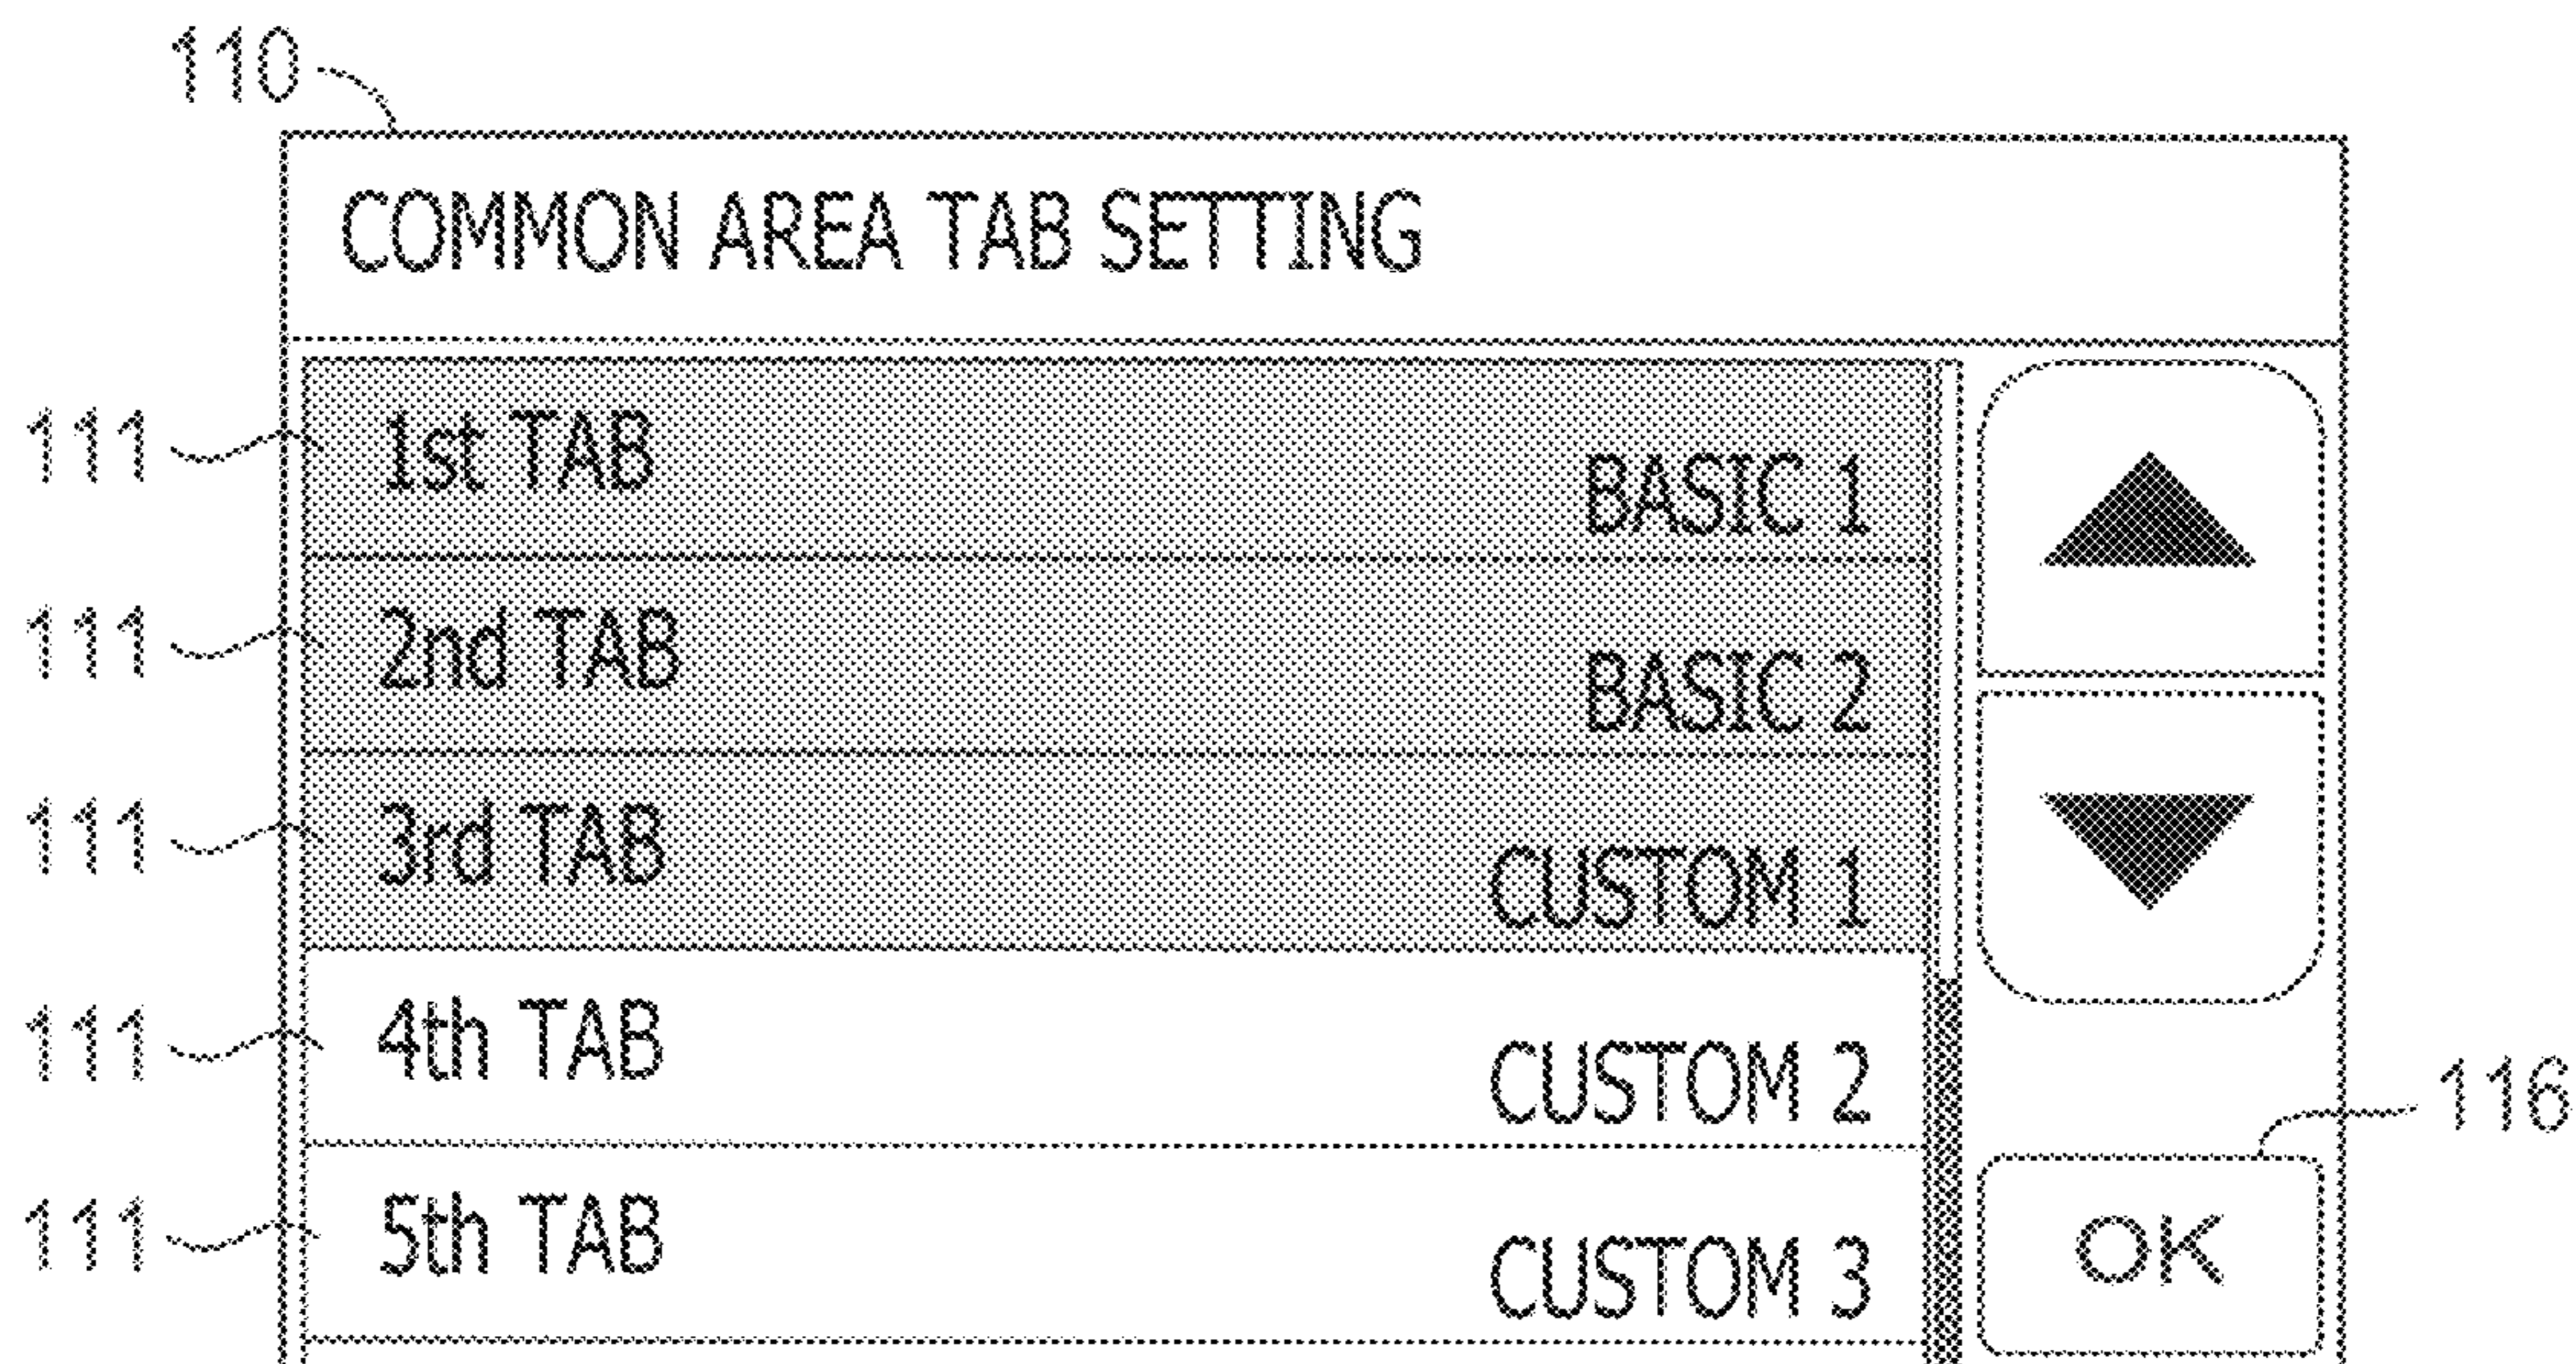 110
COMMON AREA TAB SETTING
111 1st TAB BASIC 1
111 2nd TAB BASIC 2
111 3rd TAB CUSTOM 1
111 4th TAB CUSTOM 2
116
111 5th TAB CUSTOM 3
OK